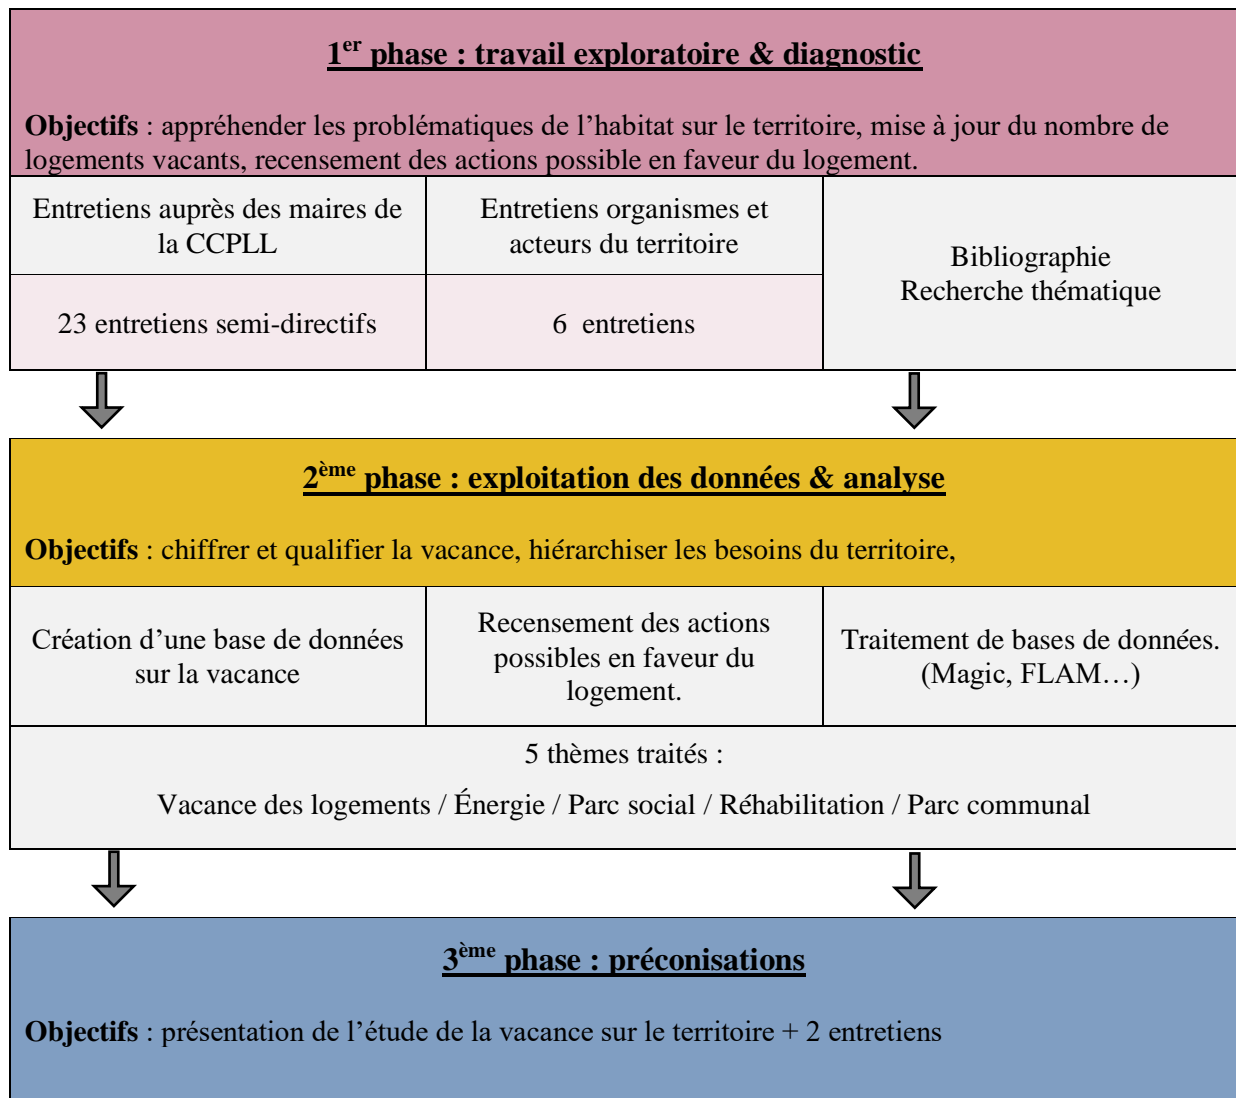 1er phase : travail exploratoire & diagnostic
Objectifs : appréhender les problématiques de l’habitat sur le territoire, mise à jour du nombre de
logements vacants, recensement des actions possible en faveur du logement.
Entretiens auprès des maires de
la CCPLL
Entretiens organismes et
acteurs du territoire
Bibliographie
Recherche thématique
23 entretiens semi-directifs
6 entretiens
2ème phase : exploitation des données & analyse
Objectifs : chiffrer et qualifier la vacance, hiérarchiser les besoins du territoire,
Création d’une base de données
sur la vacance
Recensement des actions
possibles en faveur du
logement.
Traitement de bases de données.
(Magic, FLAM…)
5 thèmes traités :
Vacance des logements / Énergie / Parc social / Réhabilitation / Parc communal
3ème phase : préconisations
Objectifs : présentation de l’étude de la vacance sur le territoire + 2 entretiens